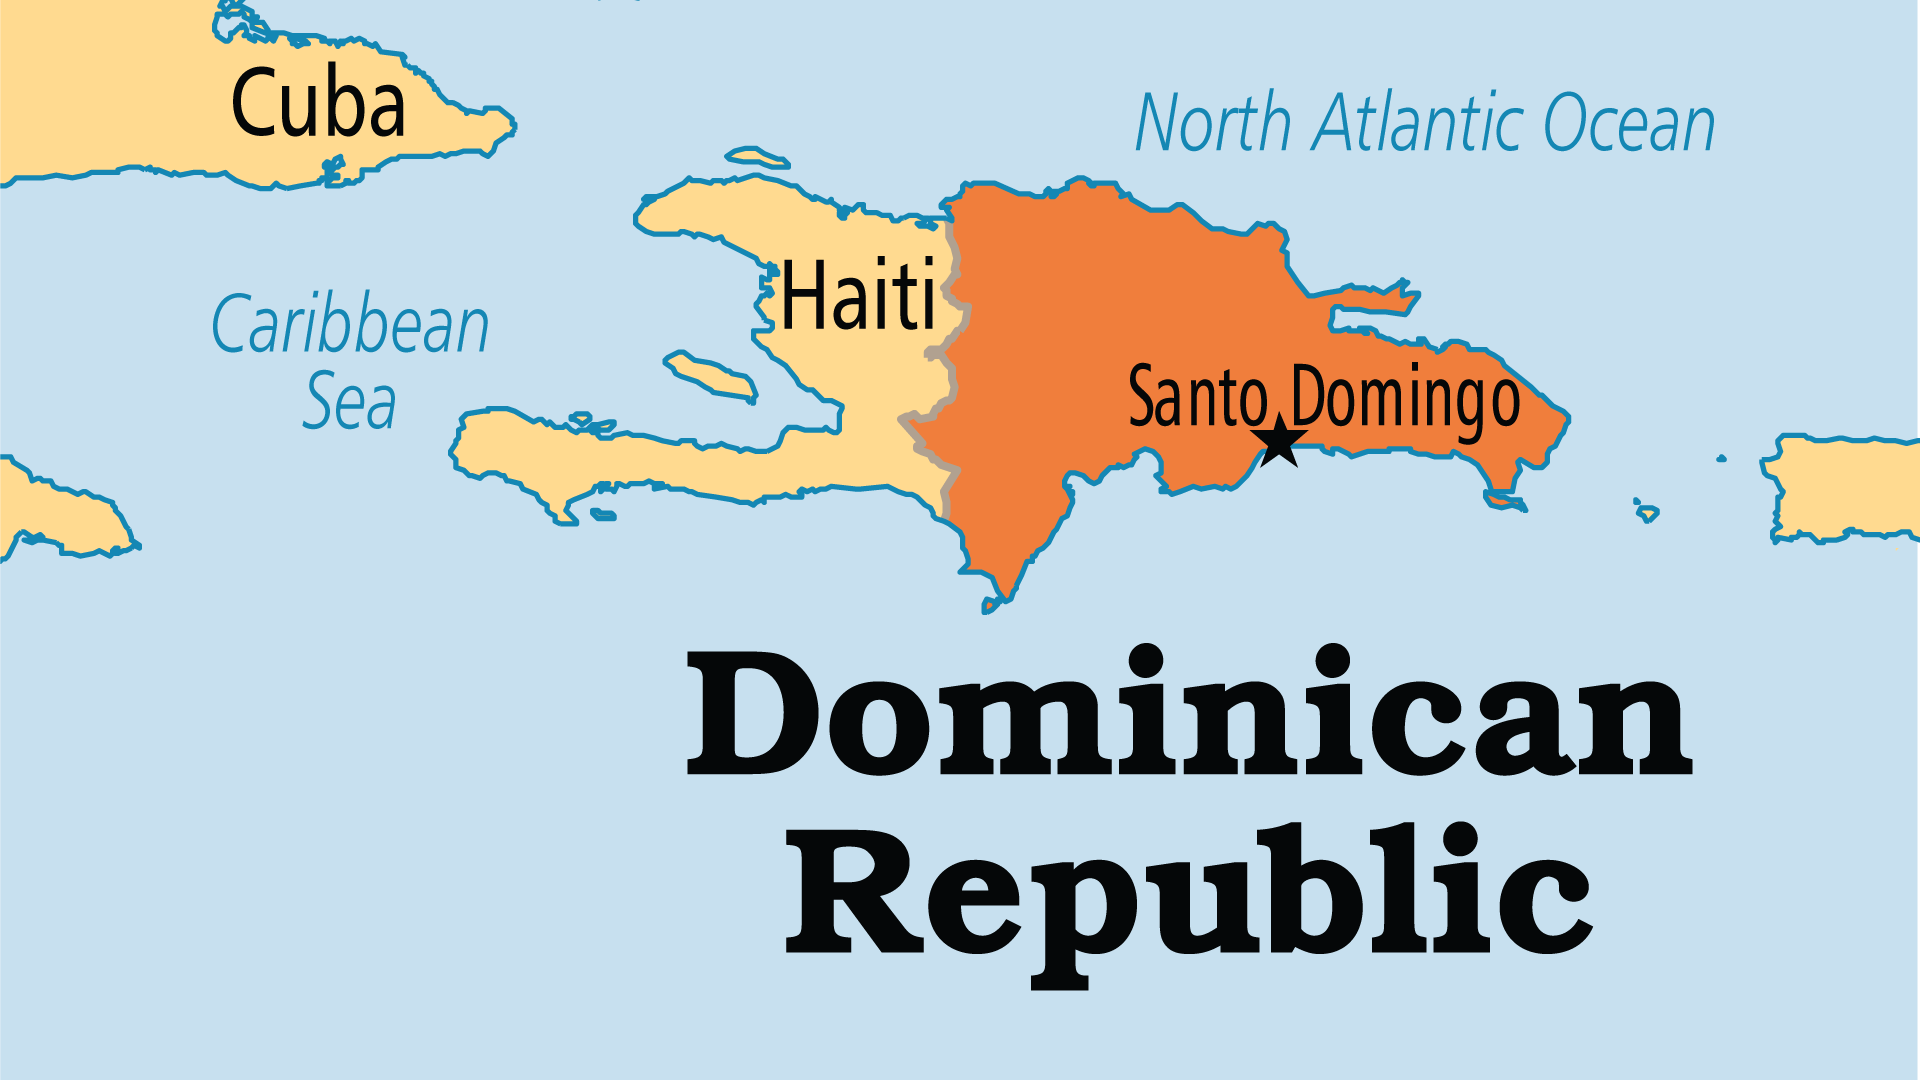 Cuba
North Atlantic Ocean
Haiti
Caribbean
Sea
Santo Domingo
Dominican
Republic